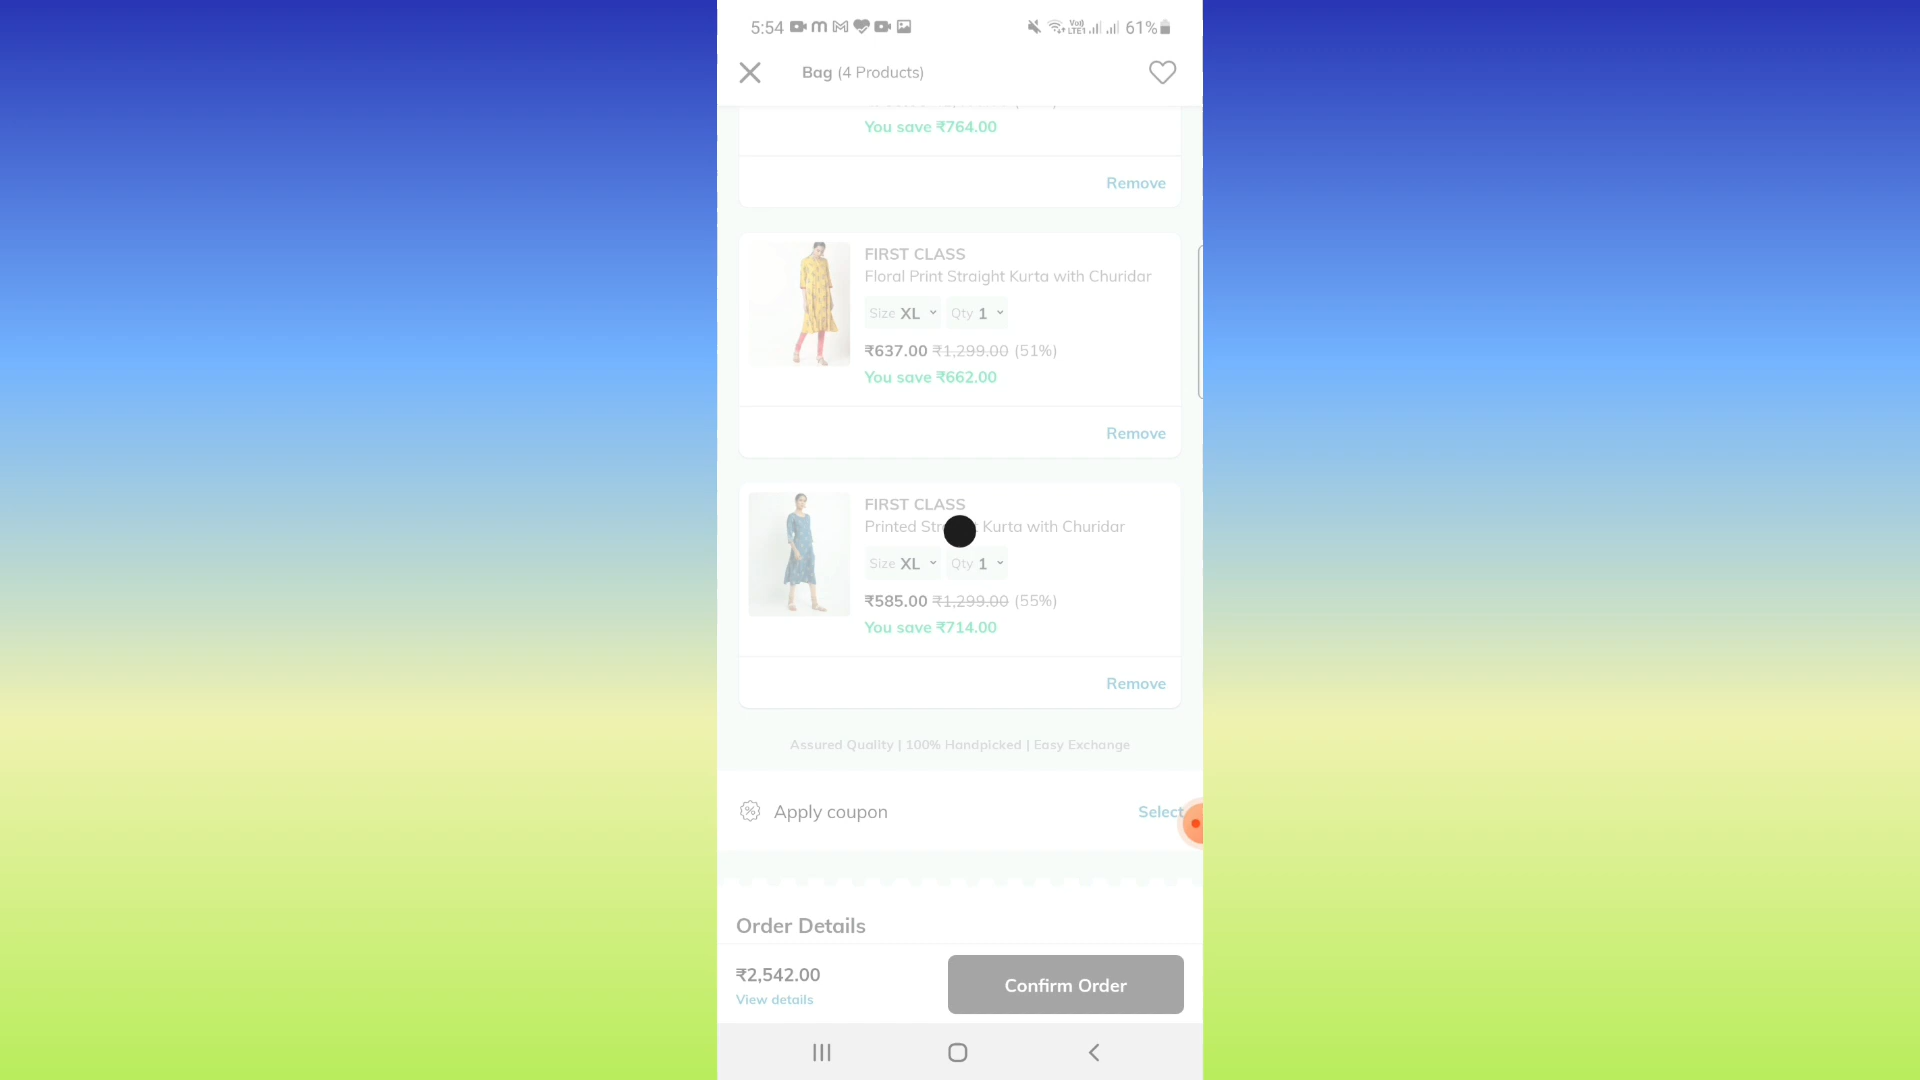 5:54 61%
Bag (4 Products)
You save ₹764.00
Remove
FIRST CLASS
Floral Print Straight Kurta with Churidar
Size XL Qty 1
₹637.00 ₹1,299.00 (51%)
You save ₹662.00
Remove
FIRST CLASS
Printed Kurta with Churidar
Size XL Qty 1
₹585.00 ₹1,299.00 (55%)
You save ₹714.00
Remove
Assured Quality | 100% Handpicked | Easy Exchange
Apply coupon Select
Order Details
₹2,542.00
View details
Confirm Order